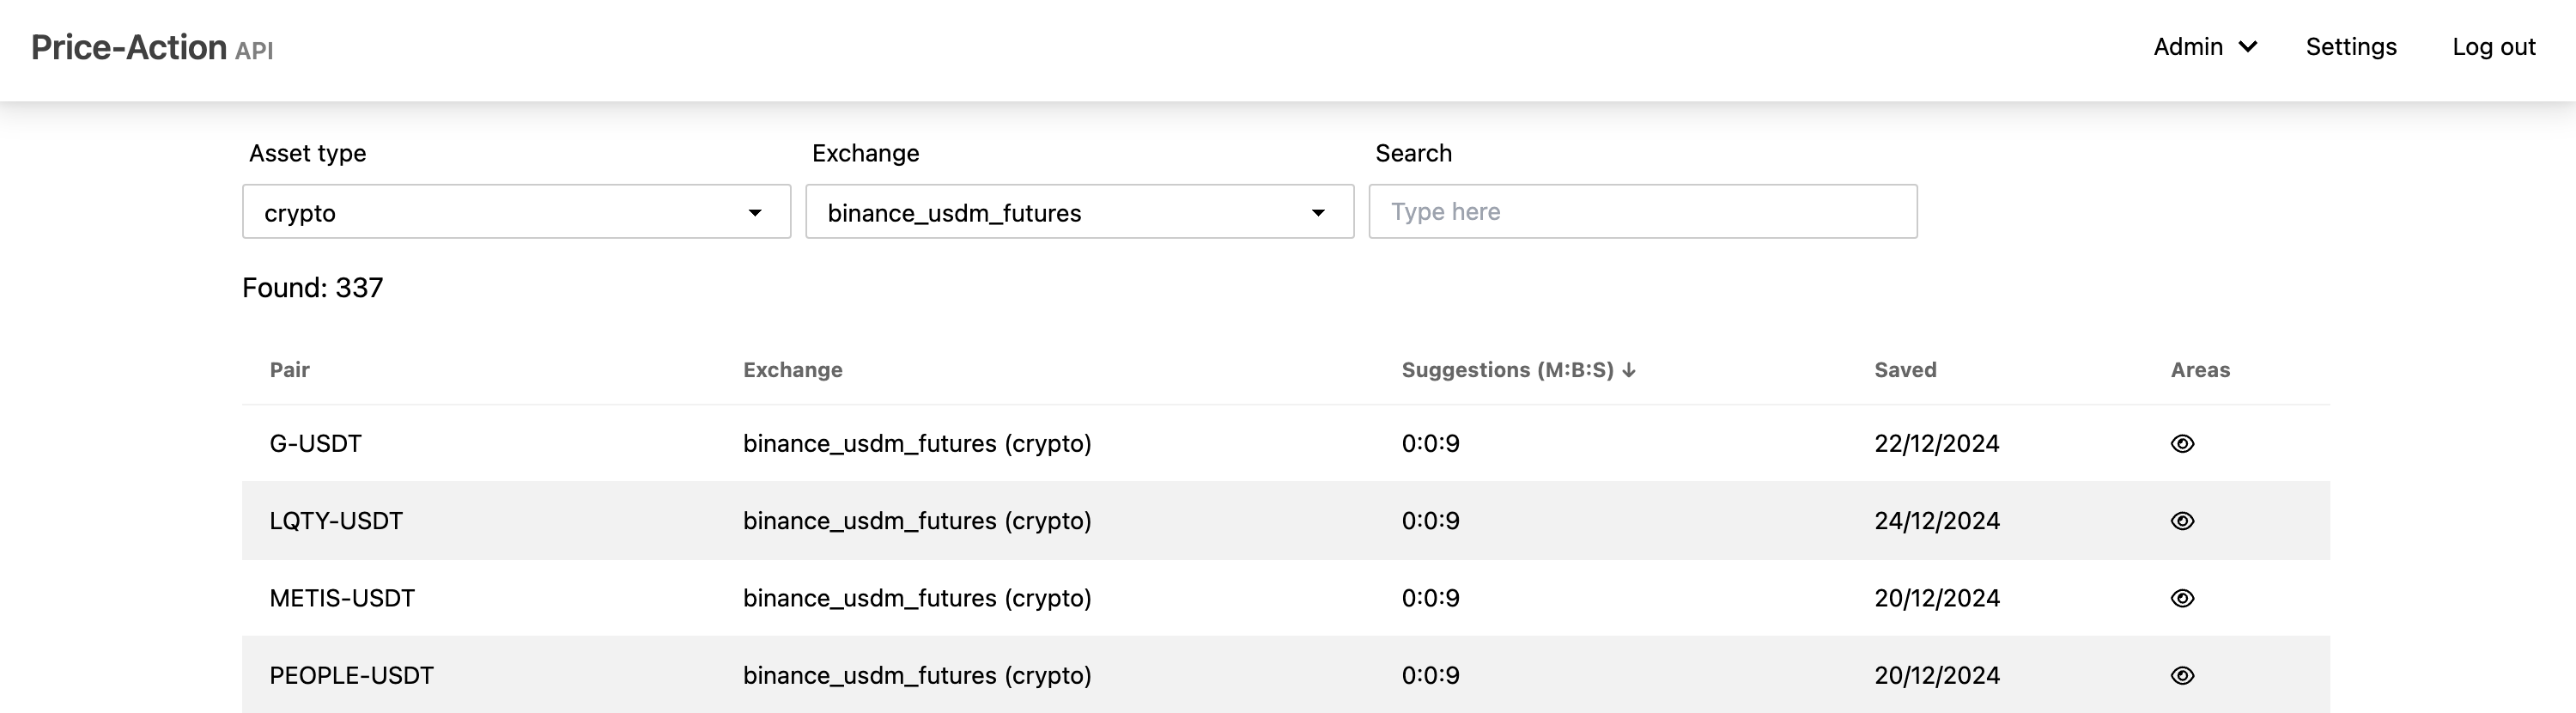 Price-Action API Admin Settings Log out
Asset type Exchange Search
crypto binance_usdm_futures Type here
Found: 337
Pair Exchange Suggestions (M:B:S) ↓ Saved Areas
G-USDT binance_usdm_futures (crypto) 0:0:9 22/12/2024
LQTY-USDT binance_usdm_futures (crypto) 0:0:9 24/12/2024
METIS-USDT binance_usdm_futures (crypto) 0:0:9 20/12/2024
PEOPLE-USDT binance_usdm_futures (crypto) 0:0:9 20/12/2024